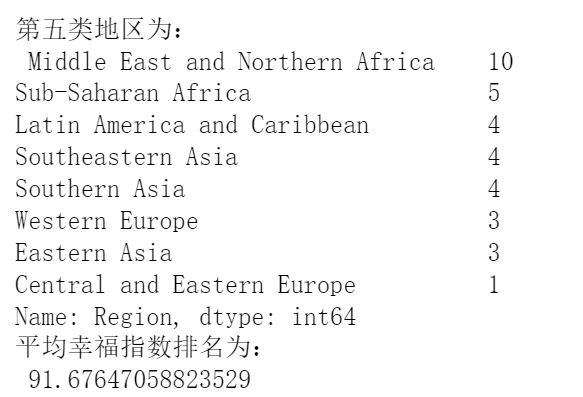 第五类地区为:
Middle East and Northern Africa    10
Sub-Saharan Africa                  5
Latin America and Caribbean         4
Southeastern Asia                   4
Southern Asia                       4
Western Europe                      3
Eastern Asia                        3
Central and Eastern Europe          1
Name: Region, dtype: int64
平均幸福指数排名为:
91.67647058823529